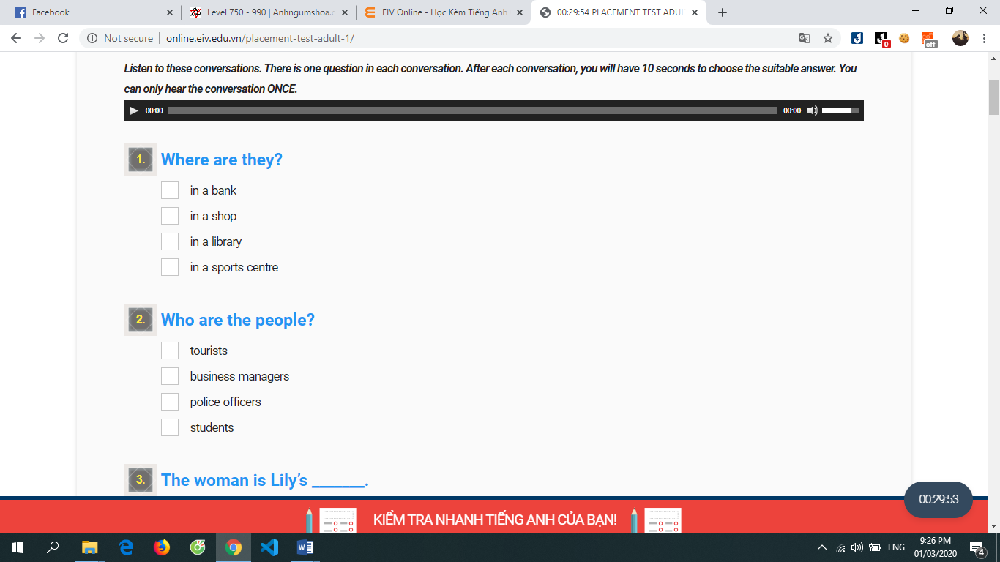 Facebook
Level 750 - 990 | Anhngumshoa.c
EIV Online - Học Kèm Tiếng Anh
00:29:54 PLACEMENT TEST ADUL
Not secure | online.eiv.edu.vn/placement-test-adult-1/
0
off
Listen to these conversations. There is one question in each conversation. After each conversation, you will have 10 seconds to choose the suitable answer. You
can only hear the conversation ONCE.
00:00
00:00
1. Where are they?
in a bank
in a shop
in a library
in a sports centre
2. Who are the people?
tourists
business managers
police officers
students
3. The woman is Lily’s _______.
00:29:53
KIỂM TRA NHANH TIẾNG ANH CỦA BẠN!
ENG
9:26 PM
01/03/2020
4